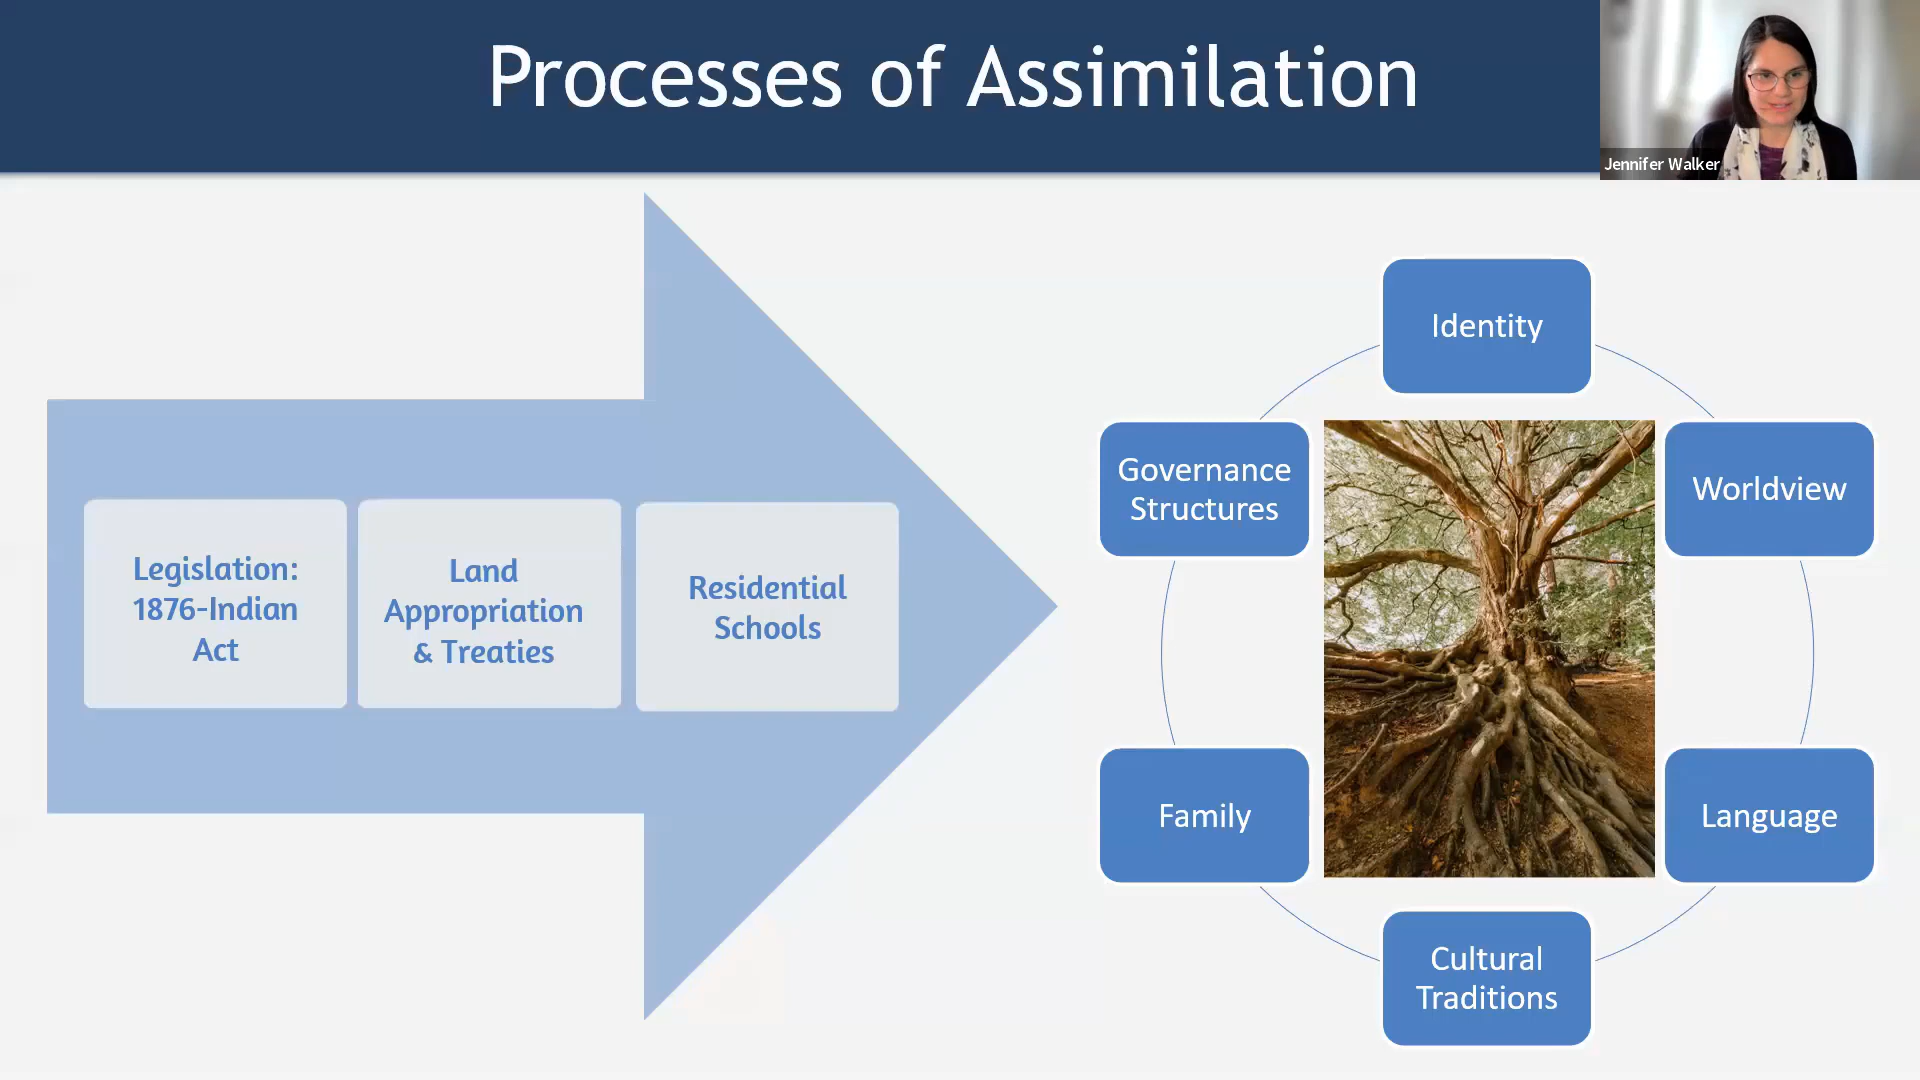 Processes of Assimilation
Jennifer Walker
Legislation:
1876-Indian
Act
Land
Appropriation
& Treaties
Residential
Schools
Identity
Governance
Structures
Worldview
Family
Language
Cultural
Traditions